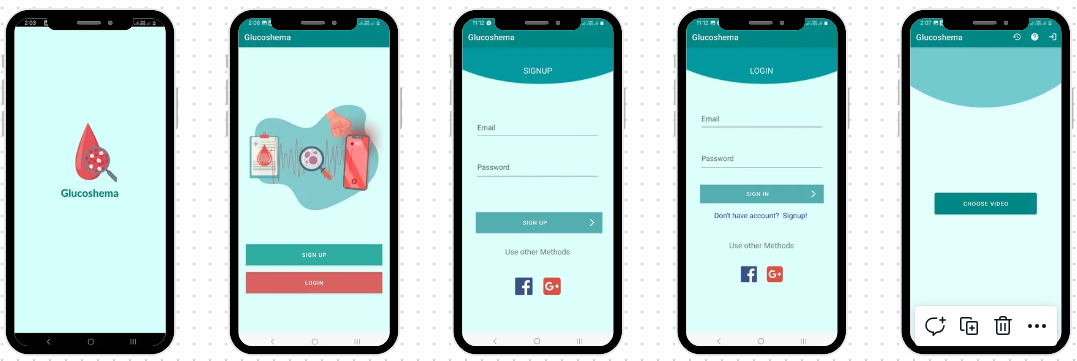 2:05
Glucoshema
2:06
Glucoshema
SIGN UP
LOGIN
11:12
Glucoshema
SIGNUP
Email
Password
SIGN UP
Use other Methods
f
G+
11:12
Glucoshema
LOGIN
Email
Password
SIGN IN
Don't have account? Signup!
Use other Methods
f
G+
2:07
Glucoshema
CHOOSE VIDEO